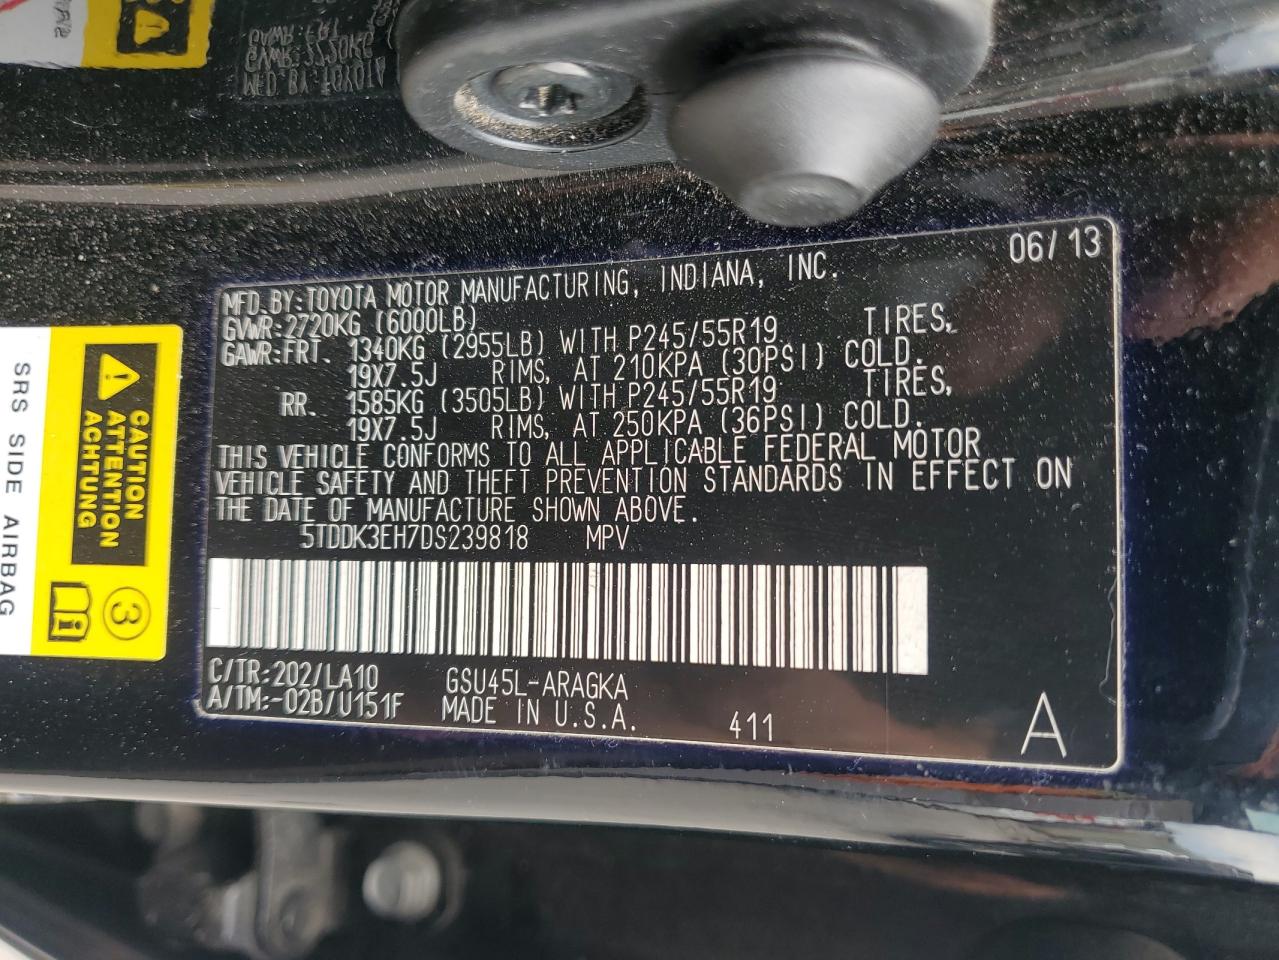 06/13
MFD.BY:TOYOTA MOTOR MANUFACTURING, INDIANA, INC.
GVWR:2720KG (6000LB)
GAWR:FRT. 1340KG (2955LB) WITH P245/55R19 TIRES,
19X7.5J RIMS, AT 210KPA (30PSI) COLD.
RR. 1585KG (3505LB) WITH P245/55R19 TIRES,
19X7.5J RIMS, AT 250KPA (36PSI) COLD.
THIS VEHICLE CONFORMS TO ALL APPLICABLE FEDERAL MOTOR
VEHICLE SAFETY AND THEFT PREVENTION STANDARDS IN EFFECT ON
THE DATE OF MANUFACTURE SHOWN ABOVE.
5TDDK3EH7DS239818 MPV
C/TR:202/LA10 GSU45L-ARAGKA
A/TM:-02B/U151F MADE IN U.S.A. 411
A
CAUTION
ATTENTION
ACHTUNG
3
SRS SIDE AIRBAG